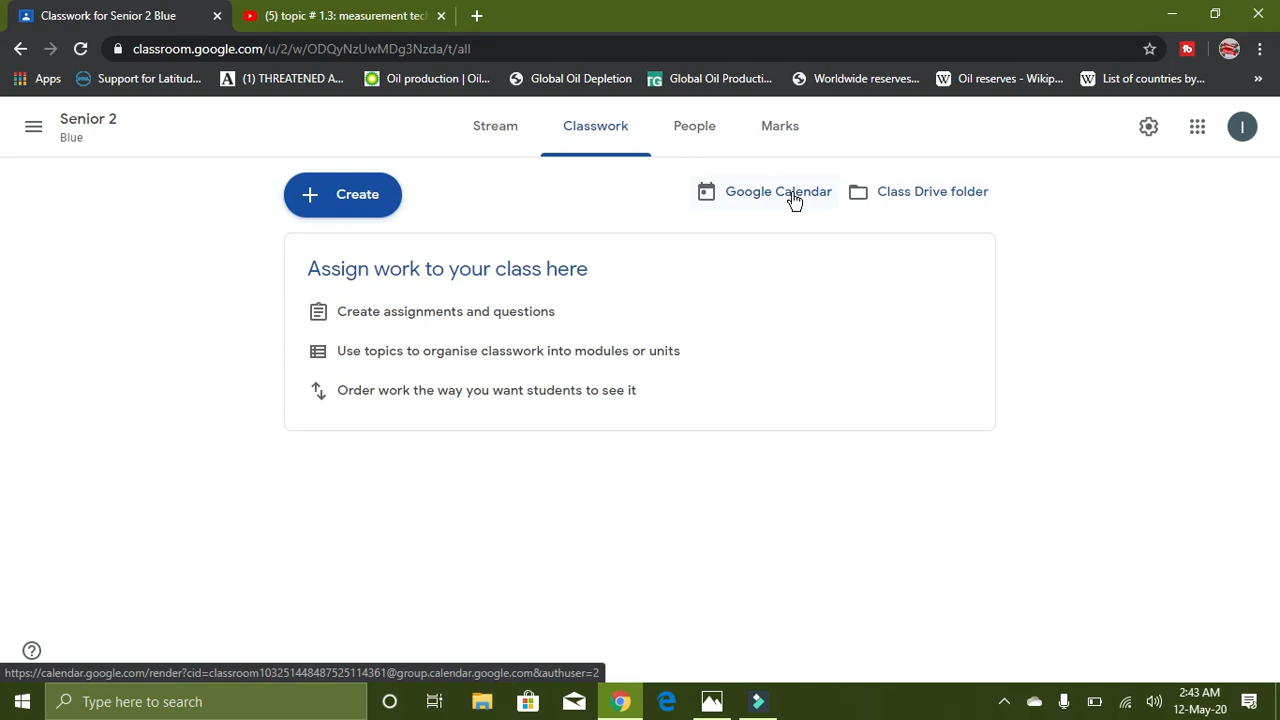 Classwork for Senior 2 Blue
(5) topic # 1.3: measurement tec
classroom.google.com/u/2/w/ODQyNzUwMDg3Nzda/t/all
Apps
Support for Latitud...
(1) THREATENED A...
Oil production | Oil...
Global Oil Depletion
Global Oil Producti...
Worldwide reserves...
Oil reserves - Wikip...
List of countries by...
»
Senior 2
Blue
Stream
Classwork
People
Marks
I
Create
Google Calendar
Class Drive folder
Assign work to your class here
Create assignments and questions
Use topics to organise classwork into modules or units
Order work the way you want students to see it
https://calendar.google.com/render?cid=classroom103251448487525114361@group.calendar.google.com&authuser=2
Type here to search
2:43 AM
12-May-20